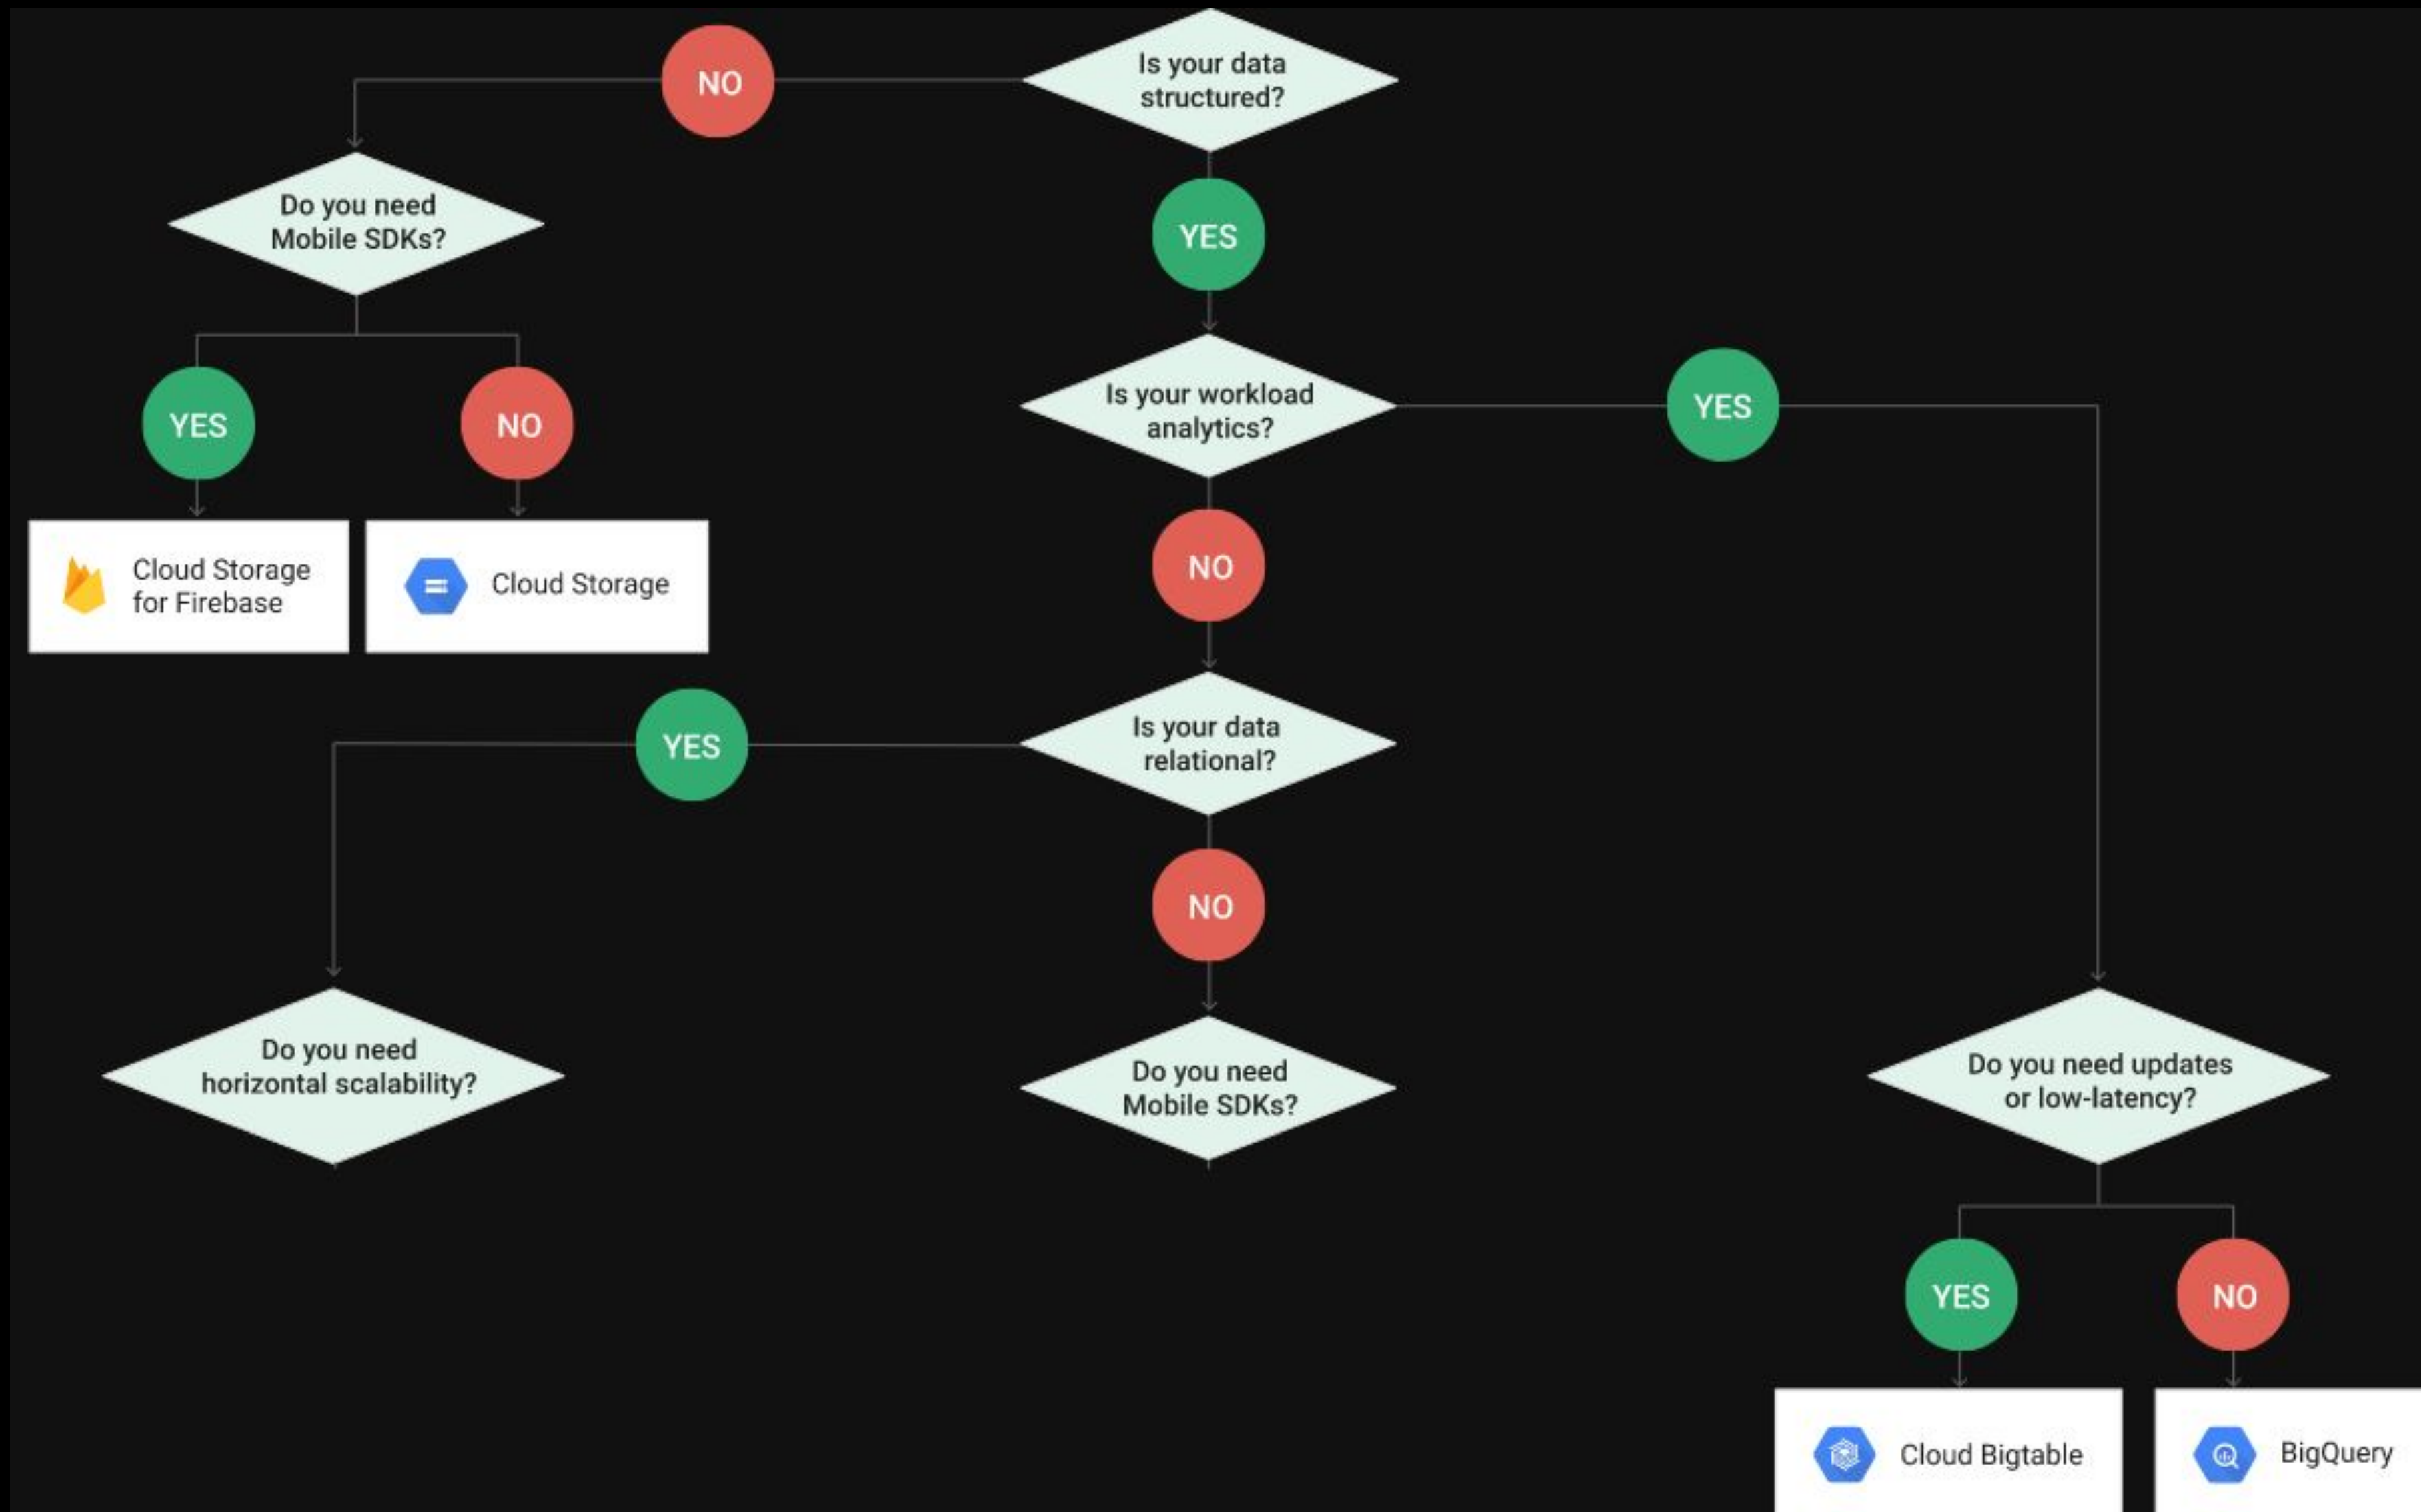 NO
Is your data
structured?
Do you need
Mobile SDKs?
YES
YES
NO
Is your workload
analytics?
YES
Cloud Storage
for Firebase
Cloud Storage
NO
YES
Is your data
relational?
NO
Do you need
horizontal scalability?
Do you need
Mobile SDKs?
Do you need updates
or low-latency?
YES
NO
Cloud Bigtable
BigQuery